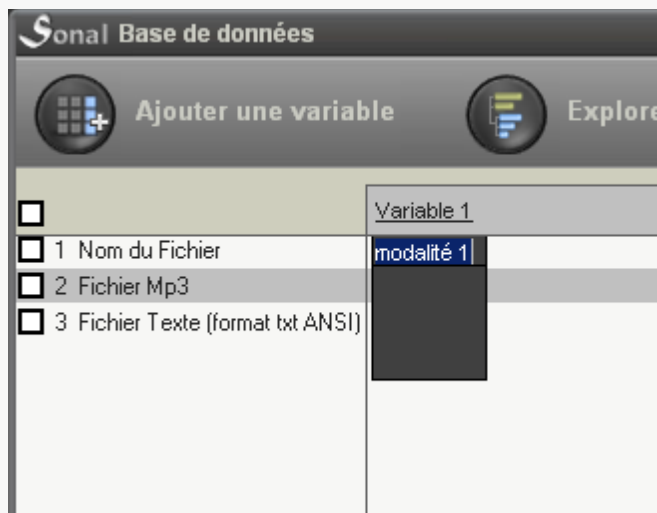 Sonal Base de données
Ajouter une variable
Explore
Variable 1
1 Nom du Fichier
modalité 1
2 Fichier Mp3
3 Fichier Texte (format txt ANSI)